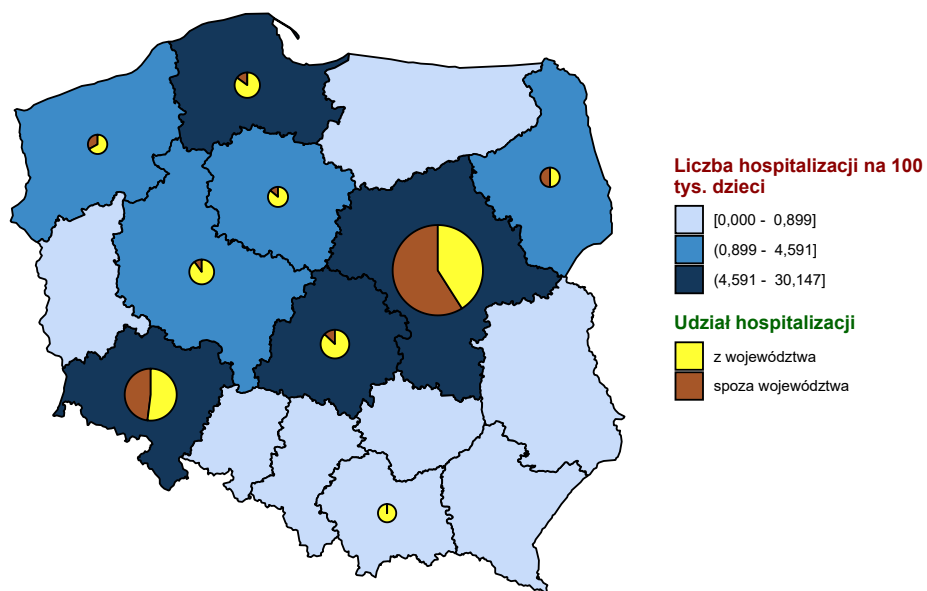 Liczba hospitalizacji na 100
tys. dzieci
[0,000 - 0,899]
(0,899 - 4,591]
(4,591 - 30,147]
Udział hospitalizacji
z województwa
spoza województwa